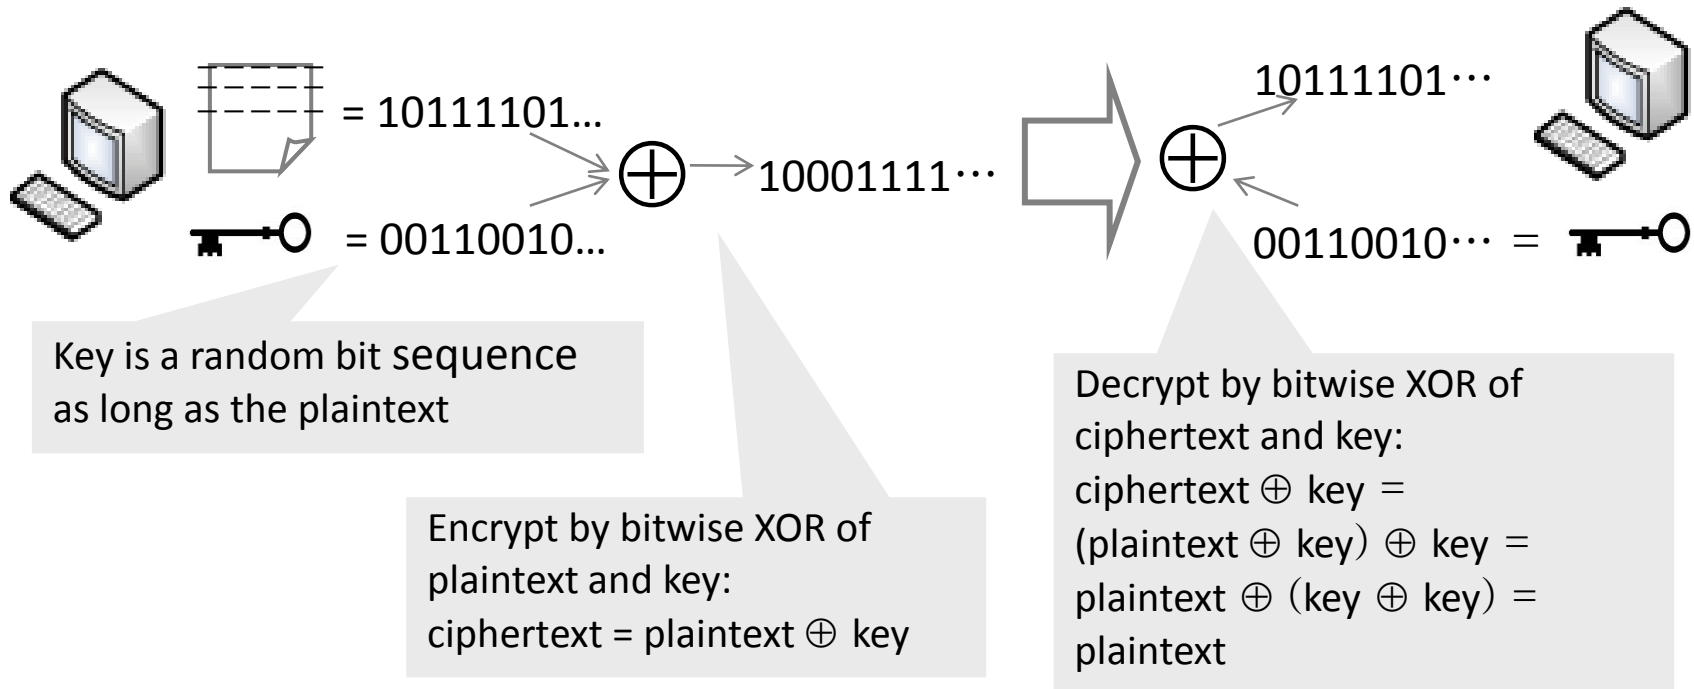 = 10111101...
= 00110010...
10001111⋯
10111101⋯
00110010⋯ =
Key is a random bit sequence
as long as the plaintext
Encrypt by bitwise XOR of
plaintext and key:
ciphertext = plaintext ⊕ key
Decrypt by bitwise XOR of
ciphertext and key:
ciphertext ⊕ key =
(plaintext ⊕ key) ⊕ key =
plaintext ⊕ (key ⊕ key) =
plaintext